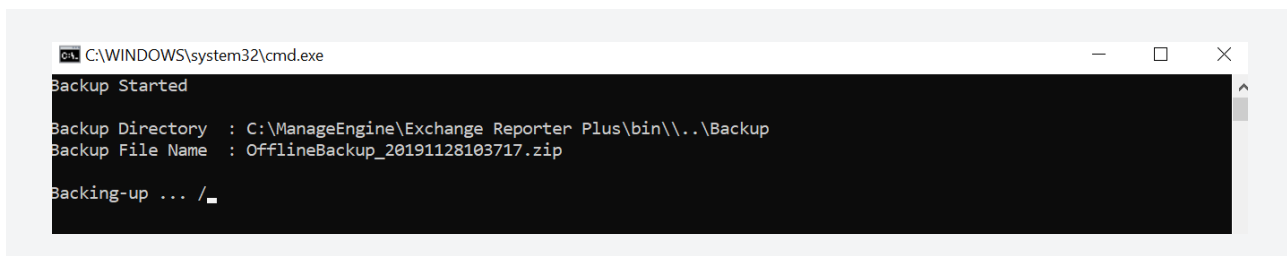 C:\WINDOWS\system32\cmd.exe
Backup Started
Backup Directory  : C:\ManageEngine\Exchange Reporter Plus\bin\\..\Backup
Backup File Name  : OfflineBackup_20191128103717.zip
Backing-up ... /